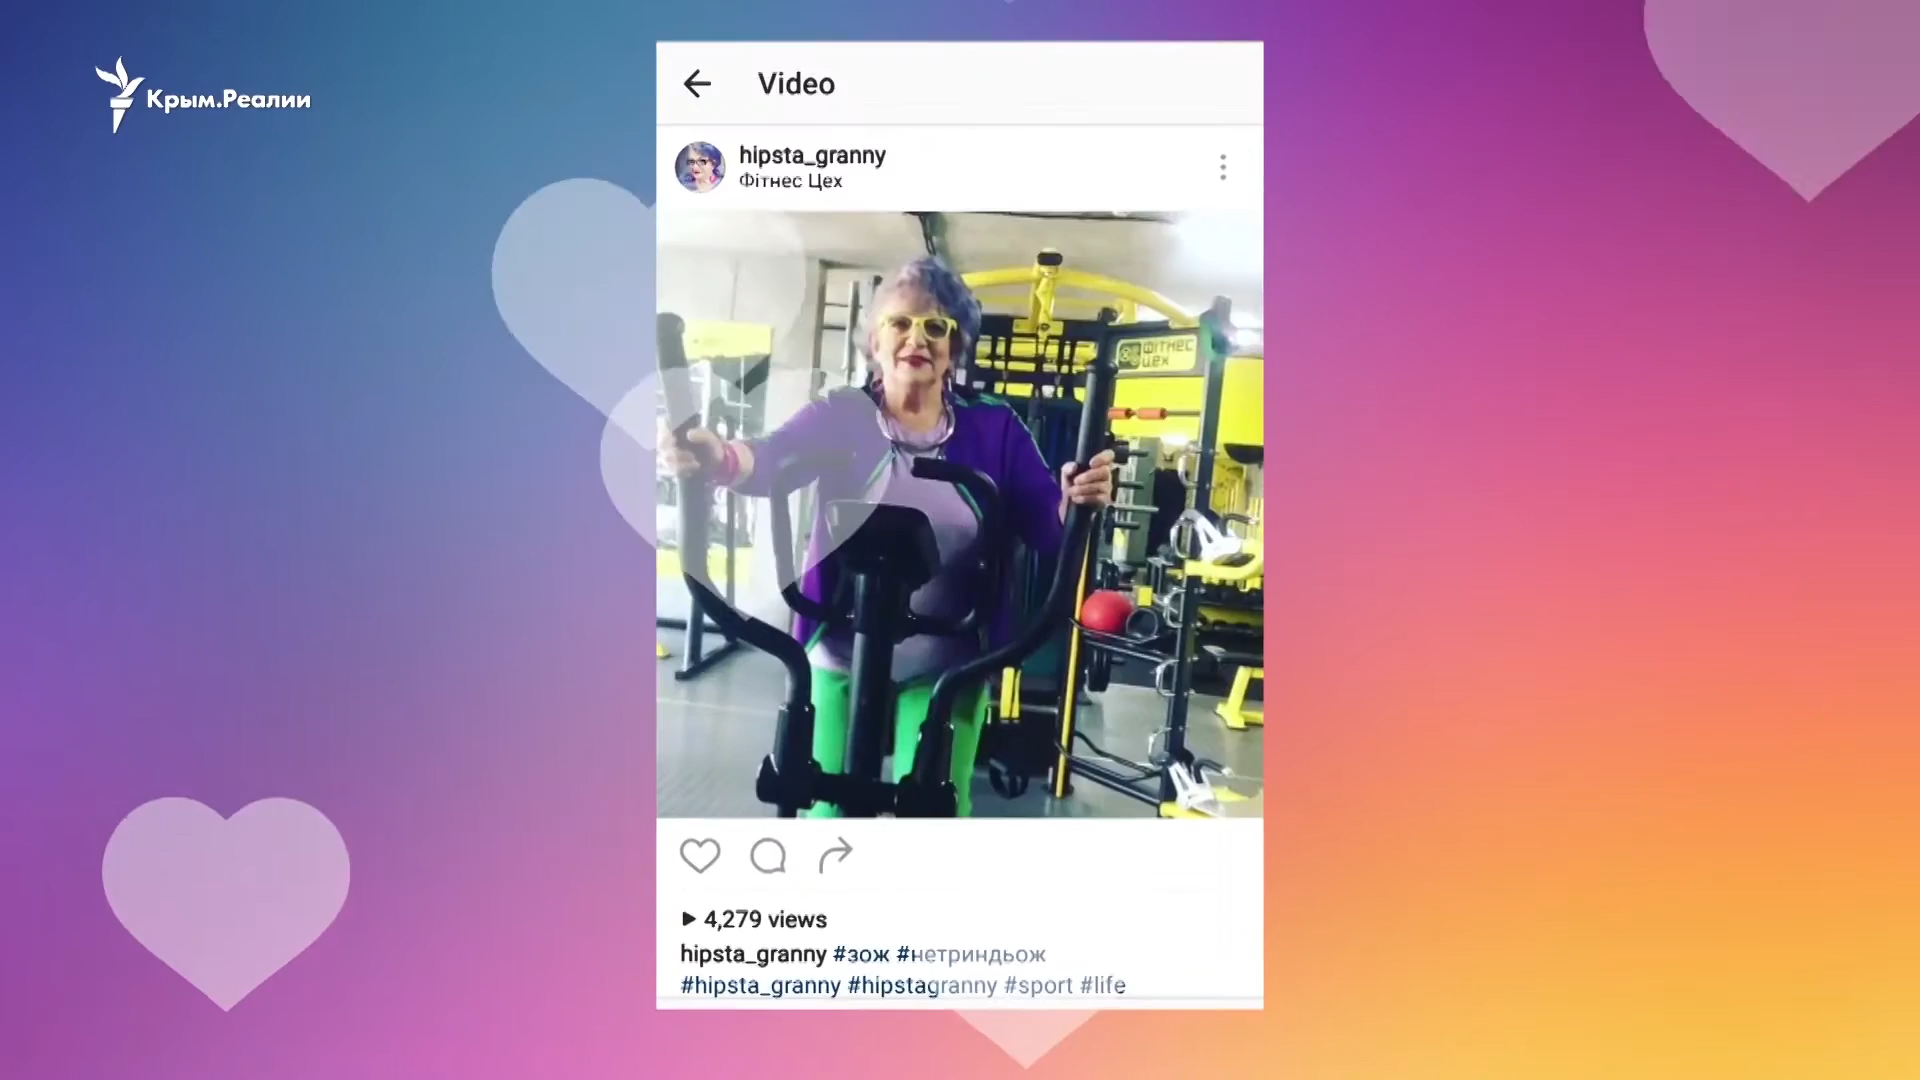 Крым.Реалии
Video
hipsta_granny
Фітнес Цех
ФІТНЕС
ЦЕХ
4,279 views
hipsta_granny #зож #нетриндьож
#hipsta_granny #hipstagranny #sport #life